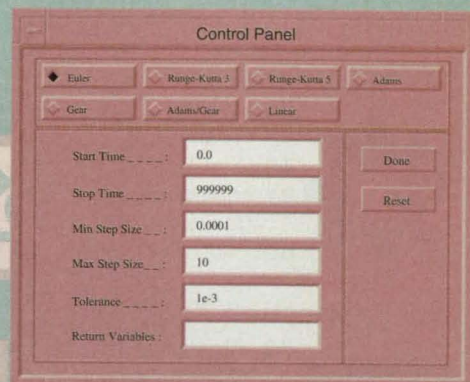 Control Panel
Euler
Runge-Kutta 3
Runge-Kutta 5
Adams
Gear
Adams/Gear
Linear
Start Time _ _ _ _ : 0.0
Done
Stop Time _ _ _ _ : 999999
Reset
Min Step Size _ _ : 0.0001
Max Step Size_ _ : 10
Tolerance _ _ _ _ : 1e-3
Return Variables :